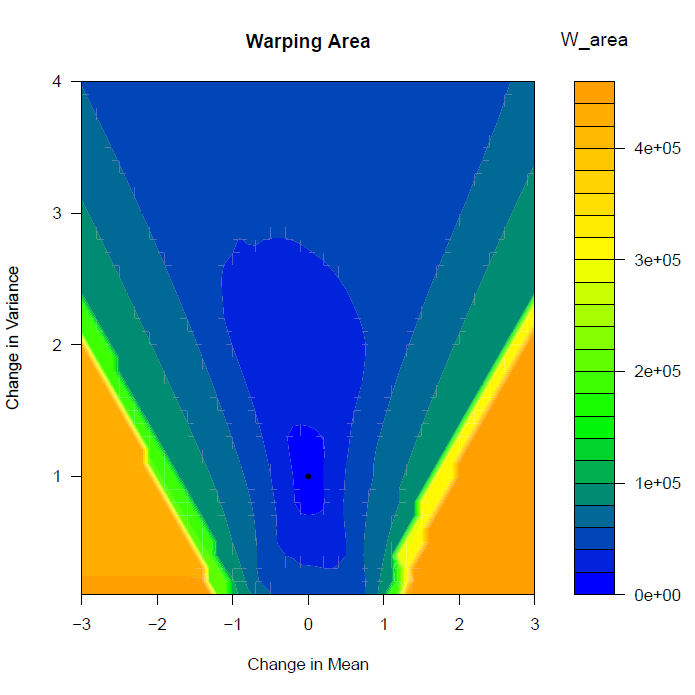 Warping Area
W_area
4
3
2
1
Change in Variance
−3 −2 −1 0 1 2 3
Change in Mean
4e+05
3e+05
2e+05
1e+05
0e+00